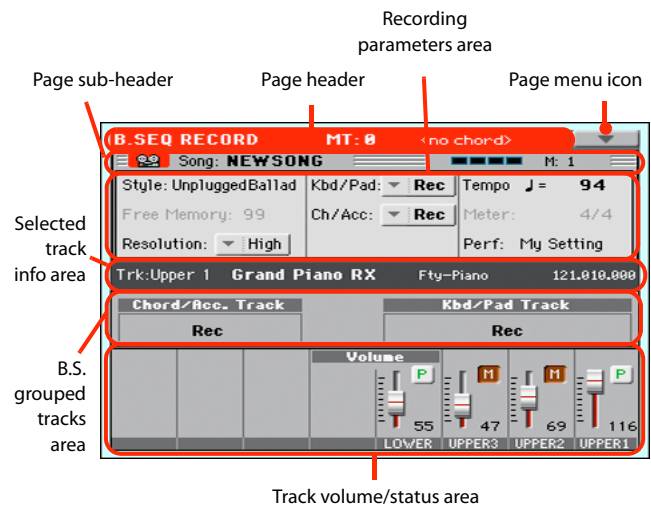 Recording
parameters area
Page sub-header
Page header
Page menu icon
B.SEQ RECORD MT: 0 <no chord>
Song: NEWSONG M: 1
Style: UnpluggedBallad Kbd/Pad: Rec Tempo ♩ = 94
Free Memory: 99 Ch/Acc: Rec Meter: 4/4
Resolution: High Perf: My Setting
Selected
track
info area
Trk:Upper 1 Grand Piano RX Fty-Piano 121.010.000
Chord/Acc. Track Kbd/Pad Track
Rec Rec
B.S.
grouped
tracks
area
Volume
P M M P
55 47 69 116
LOWER UPPER3 UPPER2 UPPER1
Track volume/status area